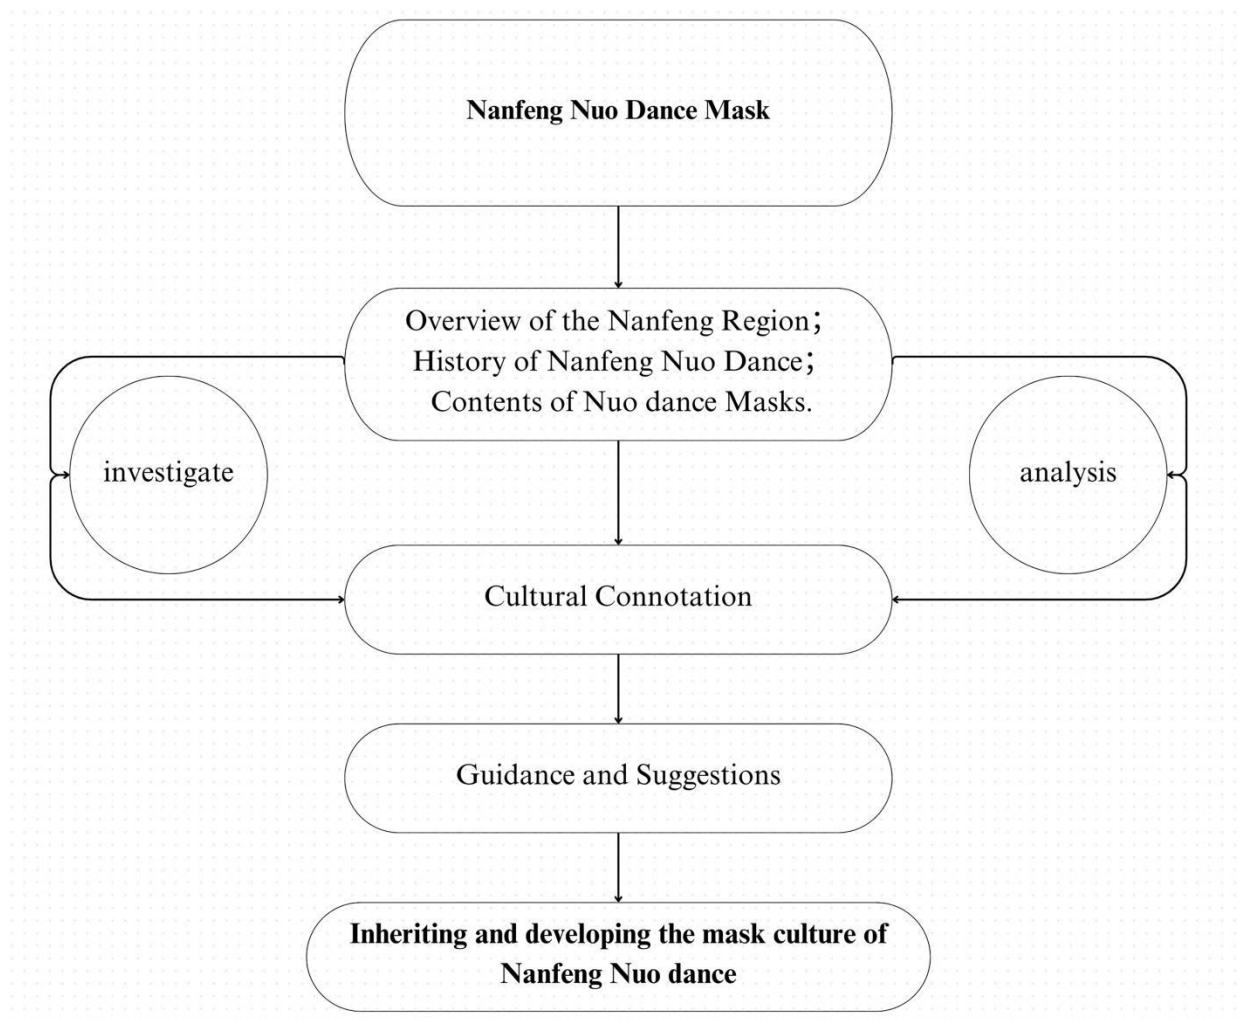 Nanfeng Nuo Dance Mask
Overview of the Nanfeng Region；
History of Nanfeng Nuo Dance；
Contents of Nuo dance Masks.
investigate
analysis
Cultural Connotation
Guidance and Suggestions
Inheriting and developing the mask culture of
Nanfeng Nuo dance